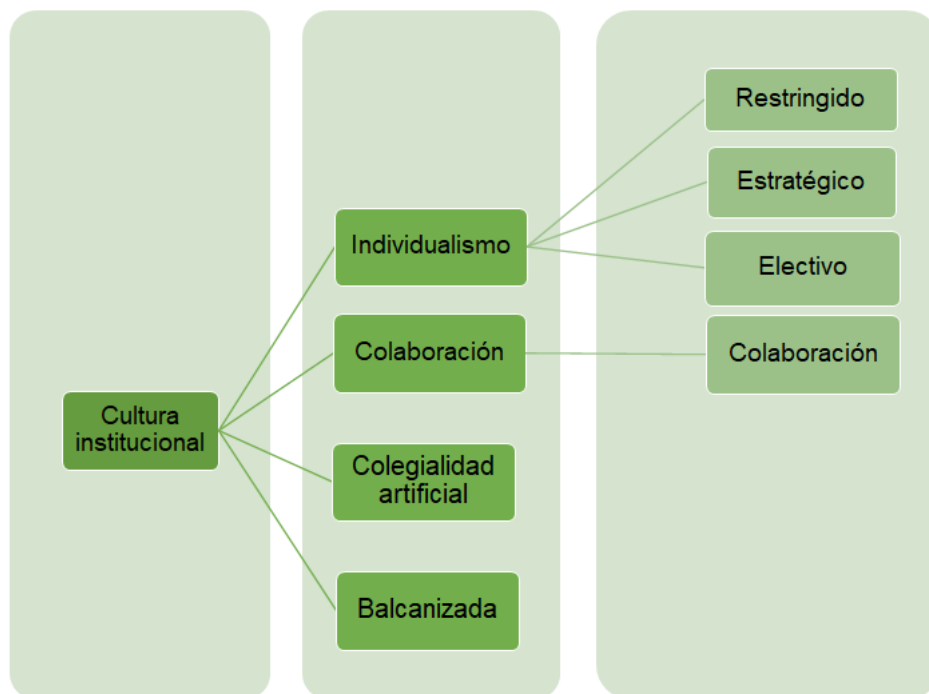 Cultura
institucional
Individualismo
Colaboración
Colegialidad
artificial
Balcanizada
Restringido
Estratégico
Electivo
Colaboración